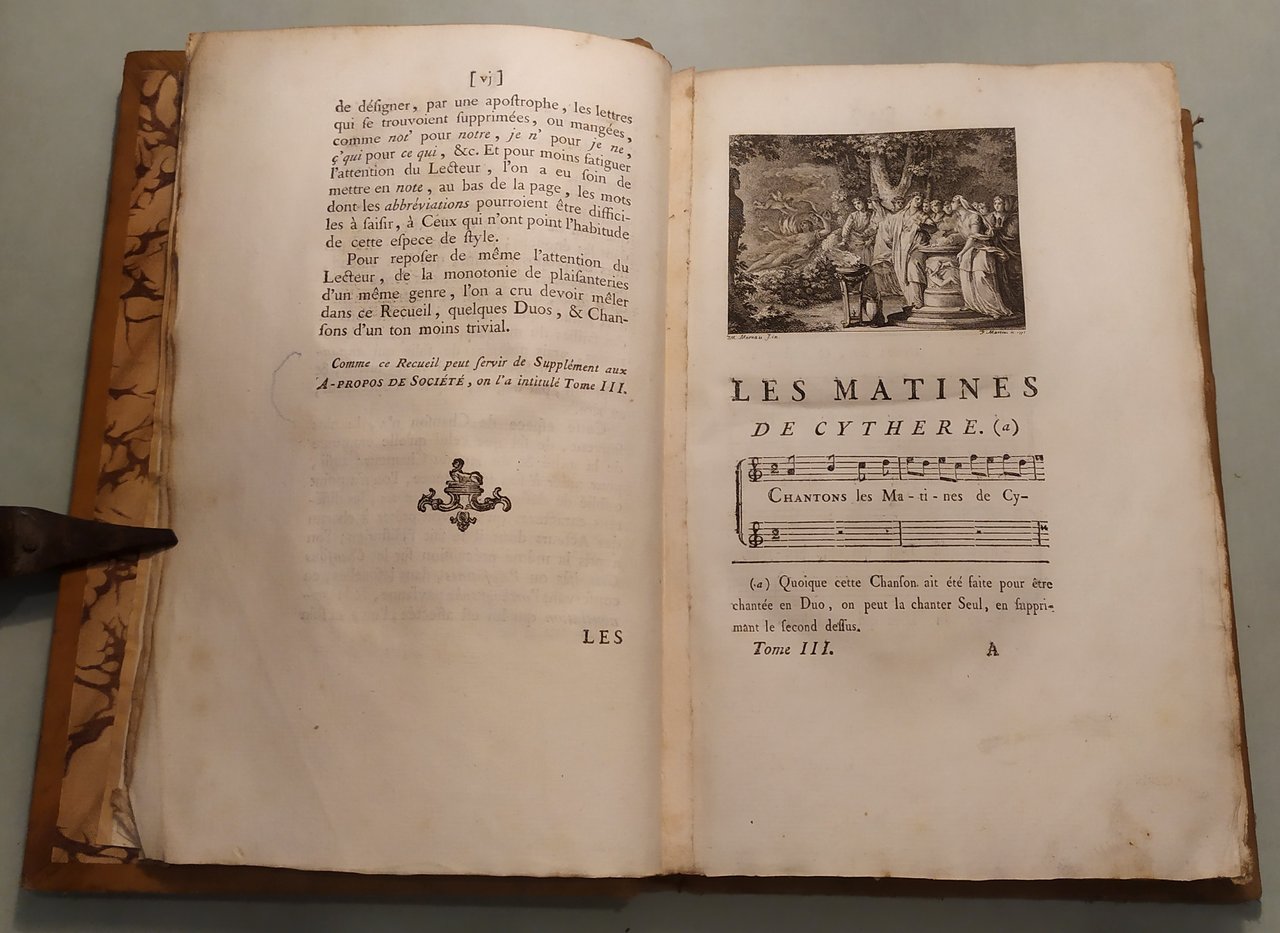 [ vj ]
de déſigner, par une apoſtrophe, les lettres
qui ſe trouvoient ſupprimées, ou mangées,
comme not' pour notre, je n' pour je ne,
ç'qui pour ce qui, &c. Et pour moins fatiguer
l'attention du Lecteur, l'on a eu ſoin de
mettre en note, au bas de la page, les mots
dont les abbréviations pourroient être diffici-
les à ſaiſir, à Ceux qui n'ont point l'habitude
de cette eſpece de ſtyle.
Pour repoſer de même l'attention du
Lecteur, de la monotonie de plaiſanteries
d'un même genre, l'on a cru devoir mêler
dans ce Recueil, quelques Duos, & Chan-
ſons d'un ton moins trivial.
Comme ce Recueil peut ſervir de Supplément aux
A-PROPOS DE SOCIÉTÉ, on l'a intitulé Tome III.
LES
LES MATINES
DE CYTHERE. (a)
CHANTONS les Ma - ti - nes de Cy-
(a) Quoique cette Chanſon ait été faite pour être
chantée en Duo, on peut la chanter Seul, en ſuppri-
mant le ſecond deſſus.
Tome III. A